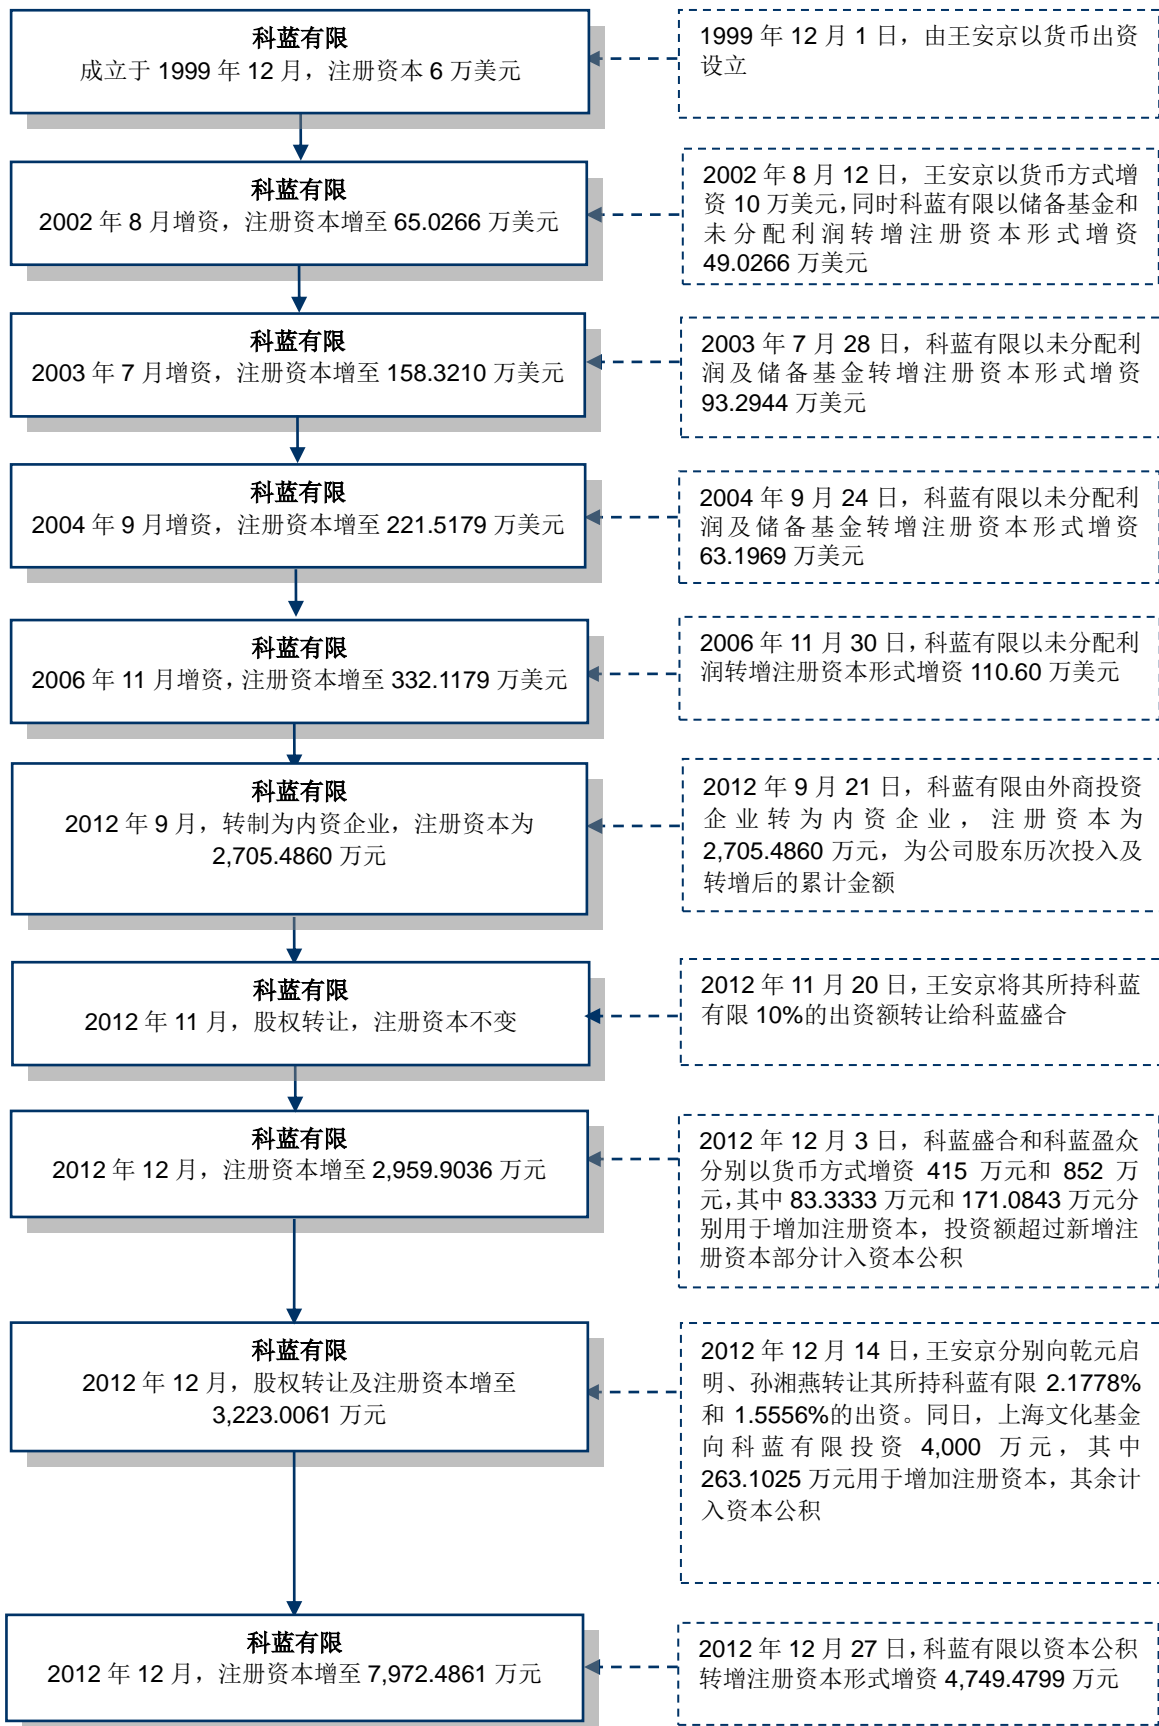 科蓝有限
成立于 1999 年 12 月，注册资本 6 万美元
1999 年 12 月 1 日，由王安京以货币出资
设立
科蓝有限
2002 年 8 月增资，注册资本增至 65.0266 万美元
2002 年 8 月 12 日，王安京以货币方式增
资 10 万美元，同时科蓝有限以储备基金和
未分配利润转增注册资本形式增资
49.0266 万美元
科蓝有限
2003 年 7 月增资，注册资本增至 158.3210 万美元
2003 年 7 月 28 日，科蓝有限以未分配利
润及储备基金转增注册资本形式增资
93.2944 万美元
科蓝有限
2004 年 9 月增资，注册资本增至 221.5179 万美元
2004 年 9 月 24 日，科蓝有限以未分配利
润及储备基金转增注册资本形式增资
63.1969 万美元
科蓝有限
2006 年 11 月增资，注册资本增至 332.1179 万美元
2006 年 11 月 30 日，科蓝有限以未分配利
润转增注册资本形式增资 110.60 万美元
科蓝有限
2012 年 9 月，转制为内资企业，注册资本为
2,705.4860 万元
2012 年 9 月 21 日，科蓝有限由外商投资
企业转为内资企业，注册资本为
2,705.4860 万元，为公司股东历次投入及
转增后的累计金额
科蓝有限
2012 年 11 月，股权转让，注册资本不变
2012 年 11 月 20 日，王安京将其所持科蓝
有限 10%的出资额转让给科蓝盛合
科蓝有限
2012 年 12 月，注册资本增至 2,959.9036 万元
2012 年 12 月 3 日，科蓝盛合和科蓝盈众
分别以货币方式增资 415 万元和 852 万
元，其中 83.3333 万元和 171.0843 万元分
别用于增加注册资本，投资额超过新增注
册资本部分计入资本公积
科蓝有限
2012 年 12 月，股权转让及注册资本增至
3,223.0061 万元
2012 年 12 月 14 日，王安京分别向乾元启
明、孙湘燕转让其所持科蓝有限 2.1778%
和 1.5556%的出资。同日，上海文化基金
向科蓝有限投资 4,000 万元，其中
263.1025 万元用于增加注册资本，其余计
入资本公积
科蓝有限
2012 年 12 月，注册资本增至 7,972.4861 万元
2012 年 12 月 27 日，科蓝有限以资本公积
转增注册资本形式增资 4,749.4799 万元